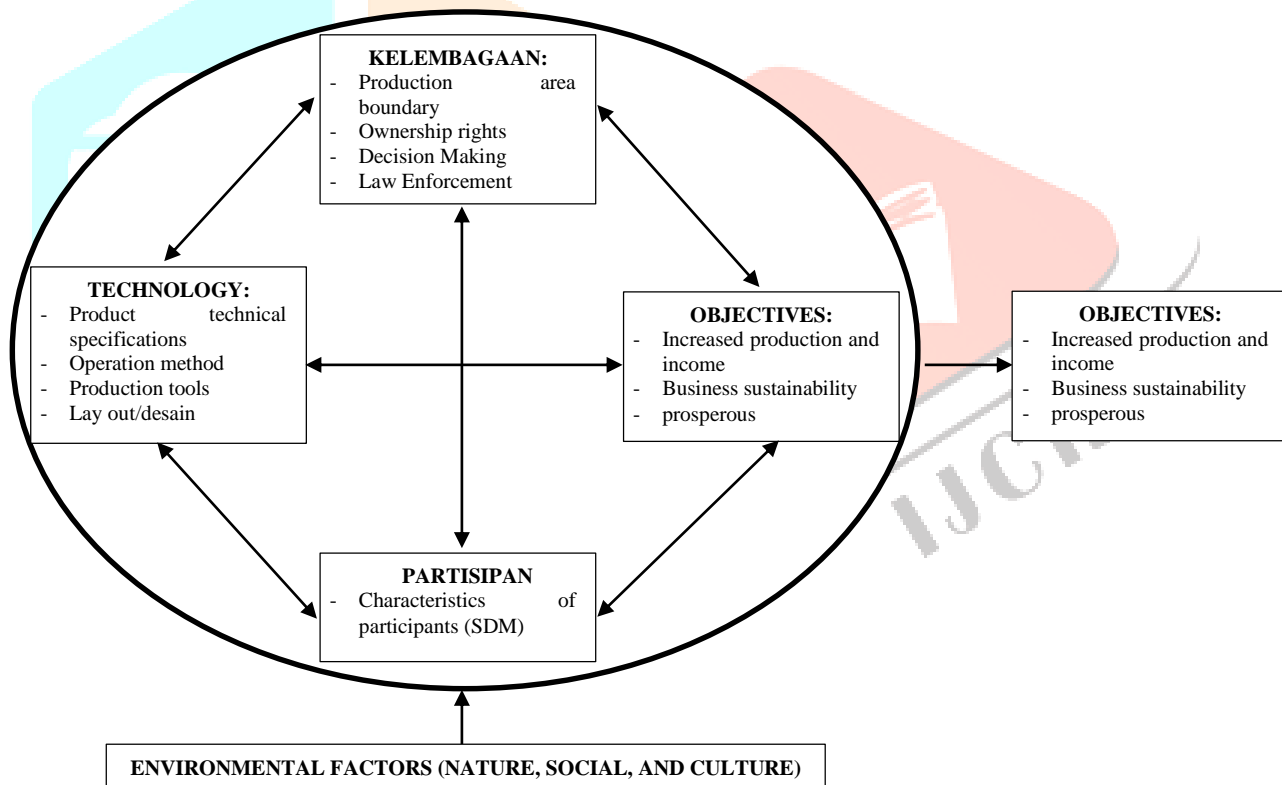 KELEMBAGAAN:
- Production area
boundary
- Ownership rights
- Decision Making
- Law Enforcement
TECHNOLOGY:
- Product technical
specifications
- Operation method
- Production tools
- Lay out/desain
OBJECTIVES:
- Increased production and
income
- Business sustainability
- prosperous
OBJECTIVES:
- Increased production and
income
- Business sustainability
- prosperous
PARTISIPAN
- Characteristics of
participants (SDM)
ENVIRONMENTAL FACTORS (NATURE, SOCIAL, AND CULTURE)